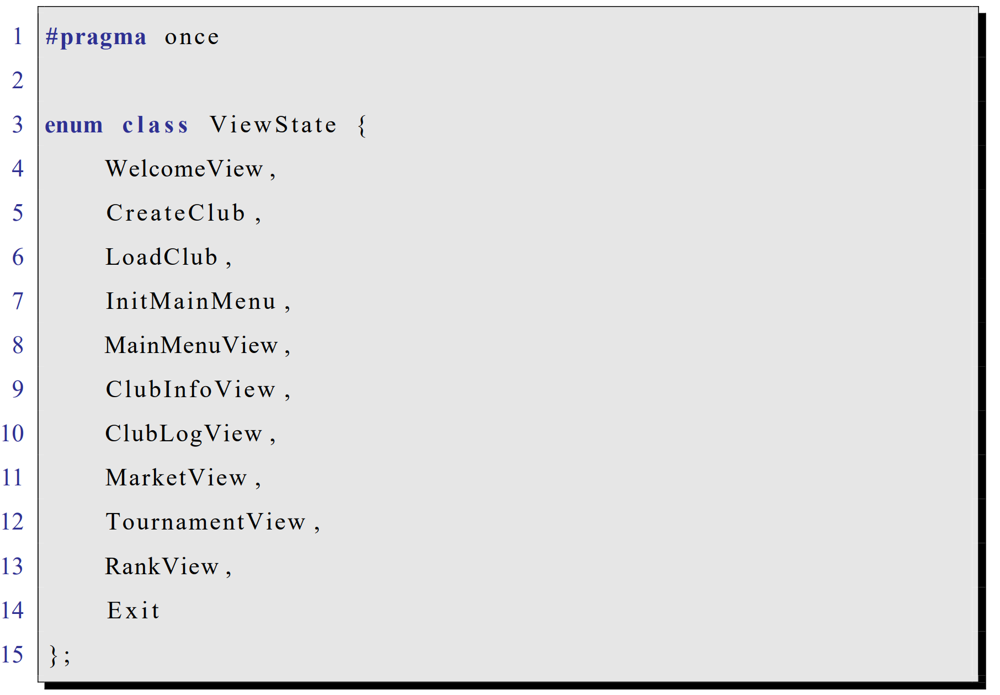 1 #pragma once
2
3 enum class ViewState {
4 WelcomeView ,
5 CreateClub ,
6 LoadClub ,
7 InitMainMenu ,
8 MainMenuView ,
9 ClubInfoView ,
10 ClubLogView ,
11 MarketView ,
12 TournamentView ,
13 RankView ,
14 Exit
15 };